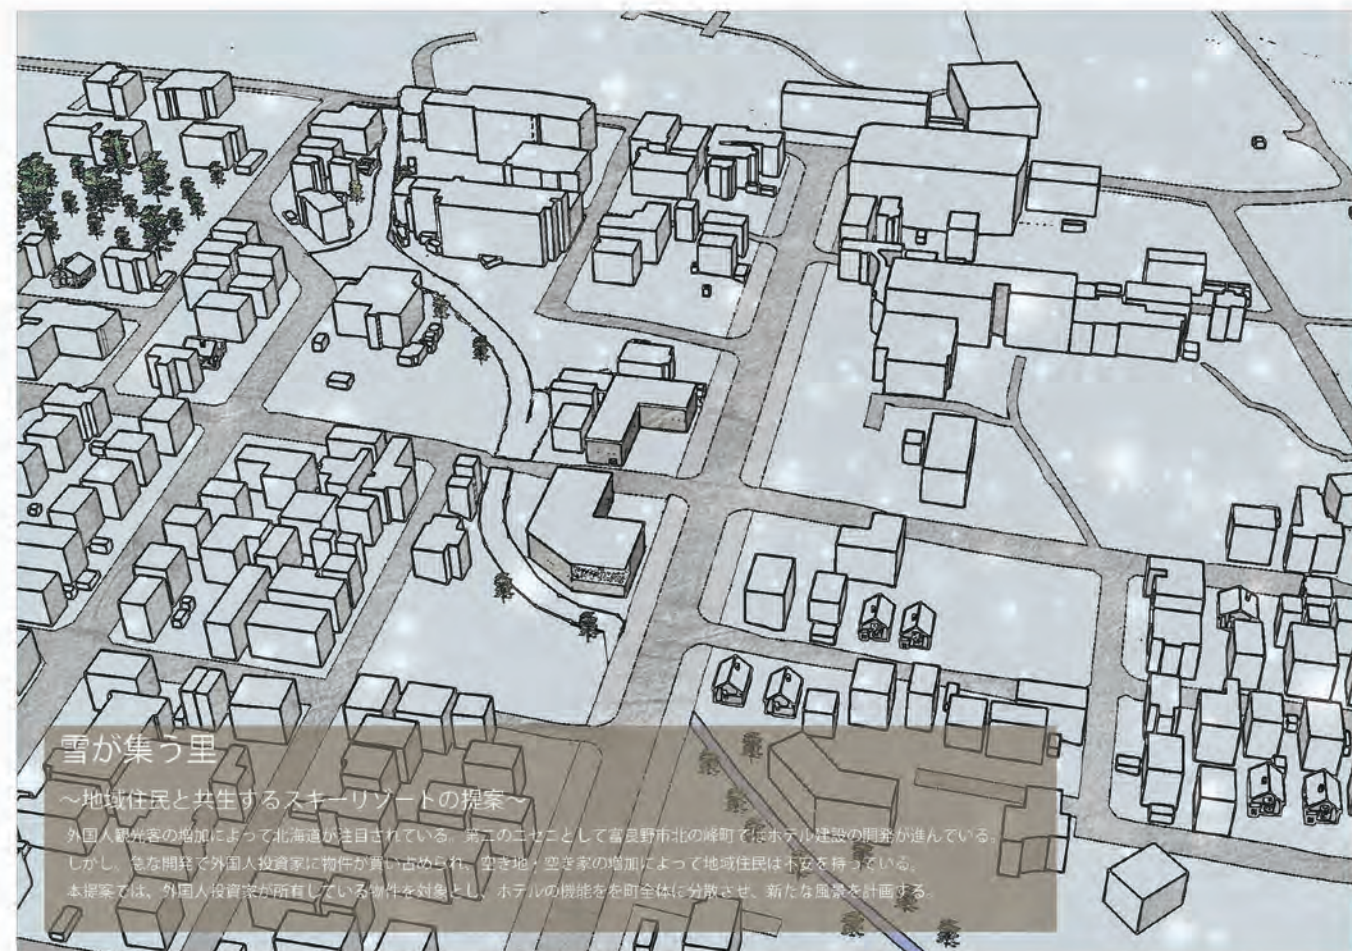 雪が集う里
～地域住民と共生するスキーリゾートの提案～
外国人観光客の増加によって北海道が注目されている。第二のニセコとして富良野市北の峰町ではホテル建設の開発が進んでいる。
しかし、急な開発で外国人投資家に物件が買い占められ、空き地・空き家の増加によって地域住民は不安を持っている。
本提案では、外国人投資家が所有している物件を対象とし、ホテルの機能をを町全体に分散させ、新たな風景を計画する。